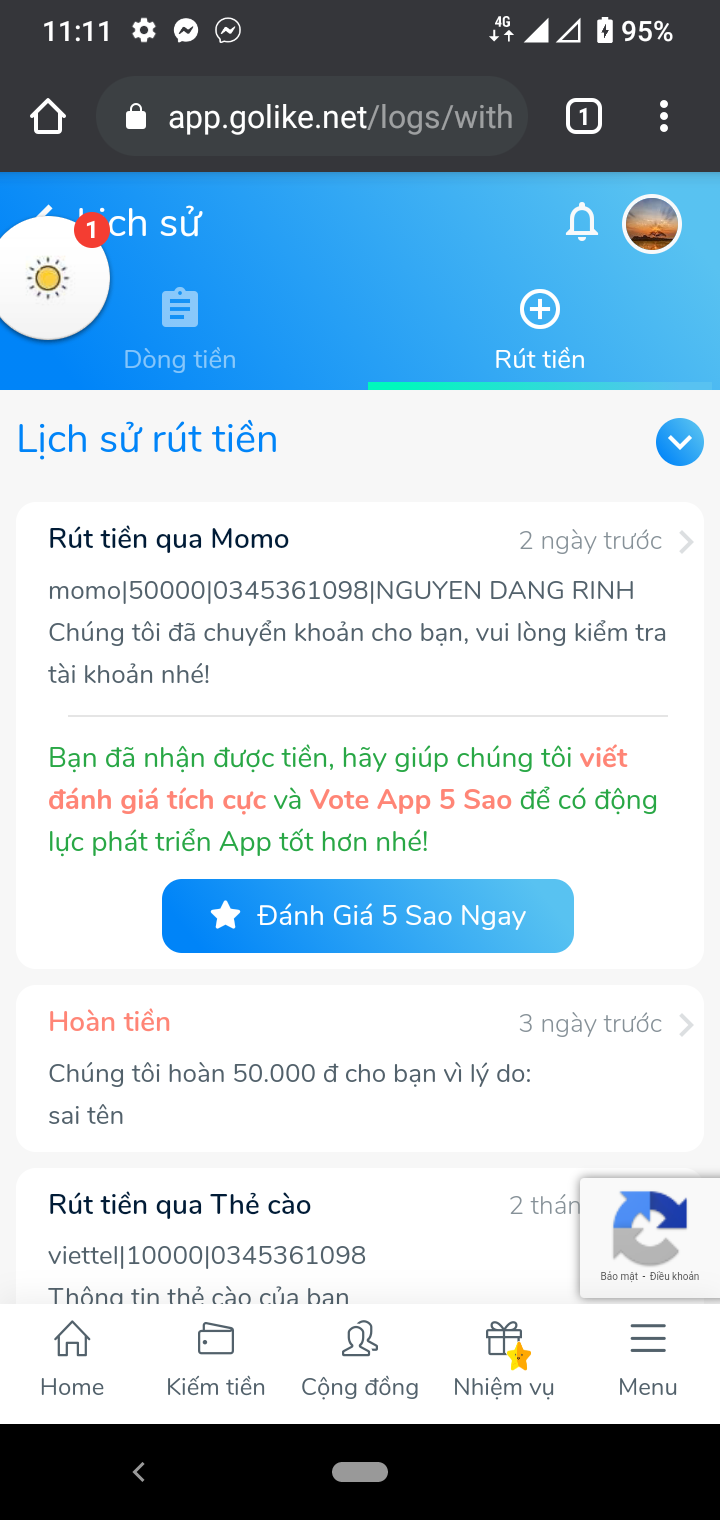 11:11
4G
95%
app.golike.net/logs/with
1
1
Lịch sử
Dòng tiền
Rút tiền
Lịch sử rút tiền
Rút tiền qua Momo
2 ngày trước
momo|50000|0345361098|NGUYEN DANG RINH
Chúng tôi đã chuyển khoản cho bạn, vui lòng kiểm tra
tài khoản nhé!
Bạn đã nhận được tiền, hãy giúp chúng tôi viết
đánh giá tích cực và Vote App 5 Sao để có động
lực phát triển App tốt hơn nhé!
Đánh Giá 5 Sao Ngay
Hoàn tiền
3 ngày trước
Chúng tôi hoàn 50.000 đ cho bạn vì lý do:
sai tên
Rút tiền qua Thẻ cào
2 thán
viettel|10000|0345361098
Thông tin thẻ cào của bạn
Bảo mật - Điều khoản
Home
Kiếm tiền
Cộng đồng
Nhiệm vụ
Menu